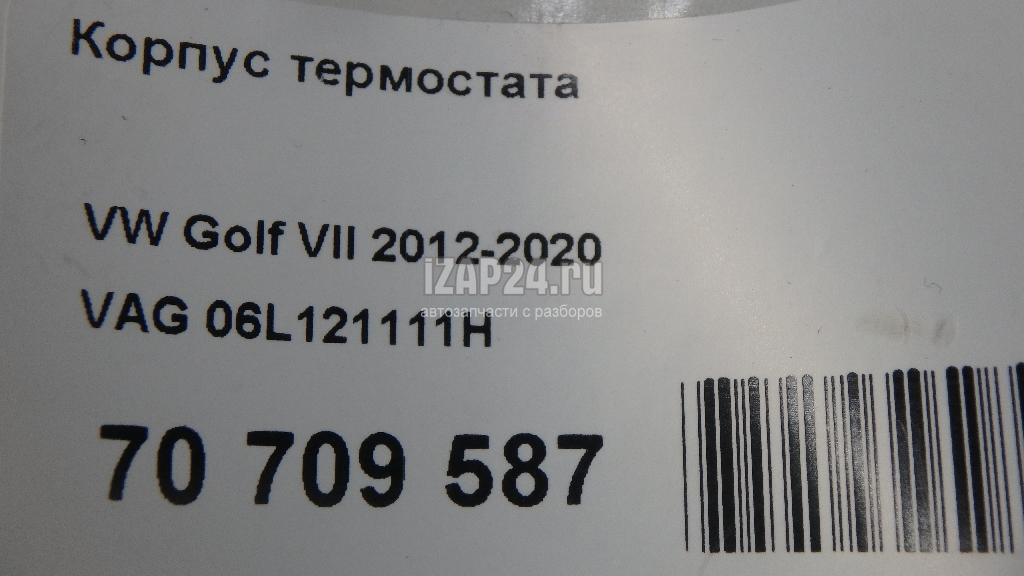 Корпус термостата
VW Golf VII 2012-2020
iZAP24.ru
автозапчасти с разборов
VAG 06L121111H
70 709 587